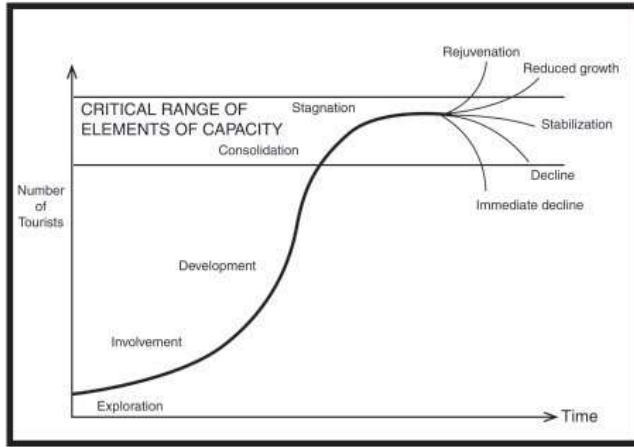 Rejuvenation
Reduced growth
CRITICAL RANGE OF
ELEMENTS OF CAPACITY
Stagnation
Stabilization
Consolidation
Decline
Number
of
Tourists
Immediate decline
Development
Involvement
Exploration
Time